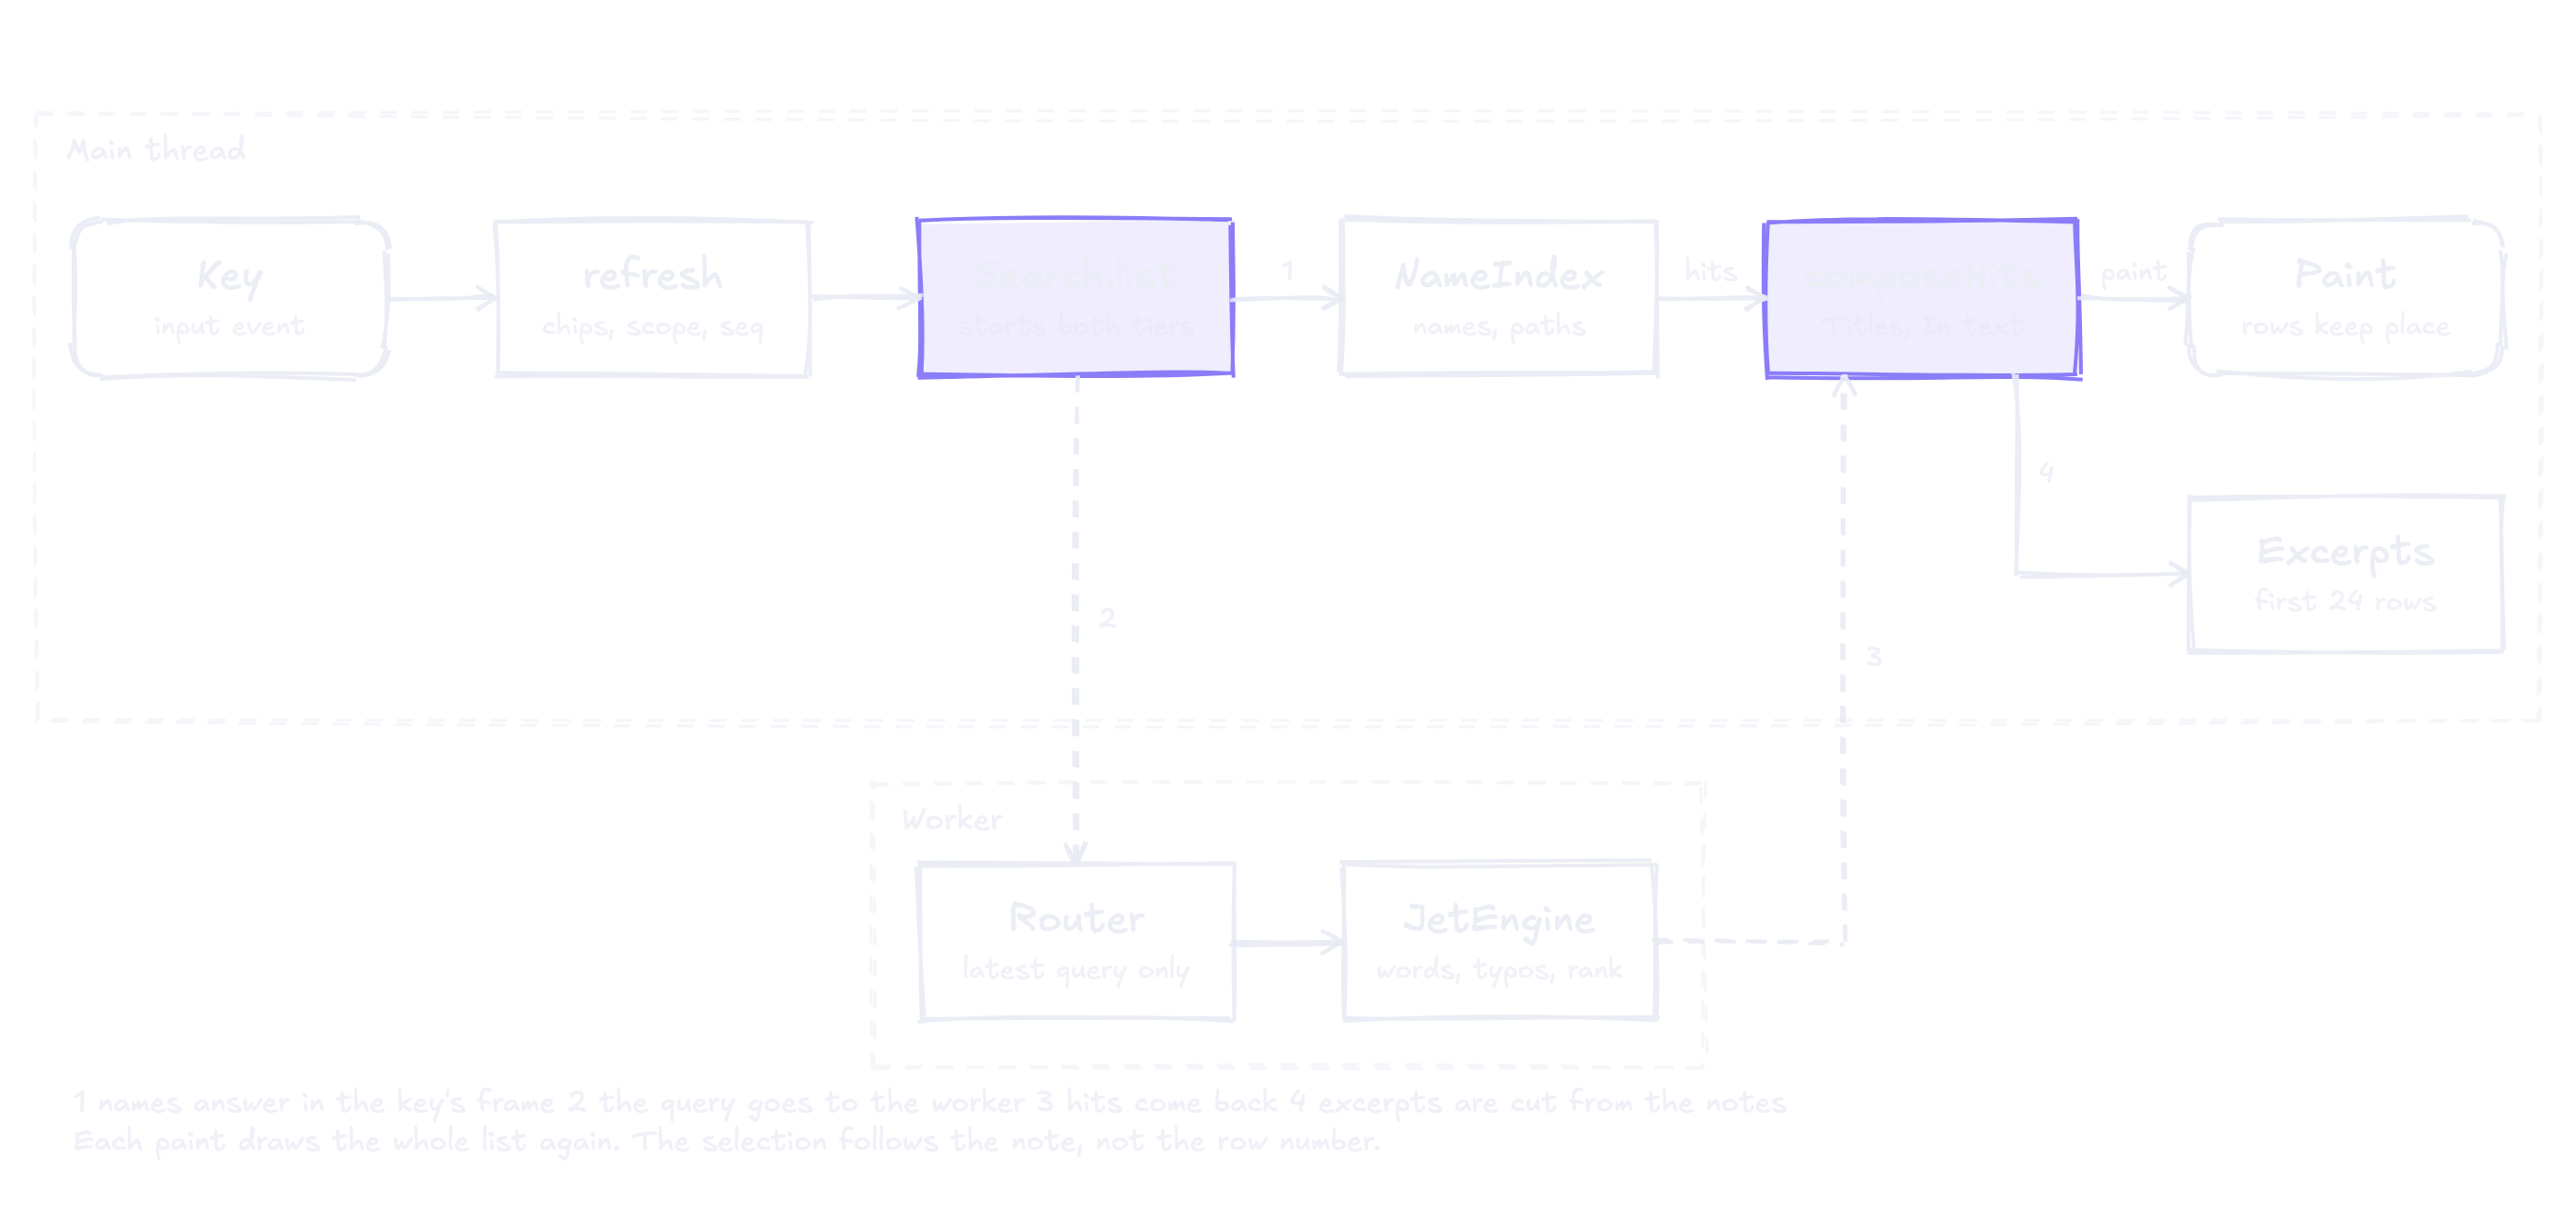 Main thread
Key
input event
refresh
chips, scope, seq
Search.list
starts both tiers
1
NameIndex
names, paths
hits
composeHits
Titles, In text
paint
Paint
rows keep place
4
Excerpts
first 24 rows
2
3
Worker
Router
latest query only
JetEngine
words, typos, rank
1 names answer in the key's frame 2 the query goes to the worker 3 hits come back 4 excerpts are cut from the notes
Each paint draws the whole list again. The selection follows the note, not the row number.